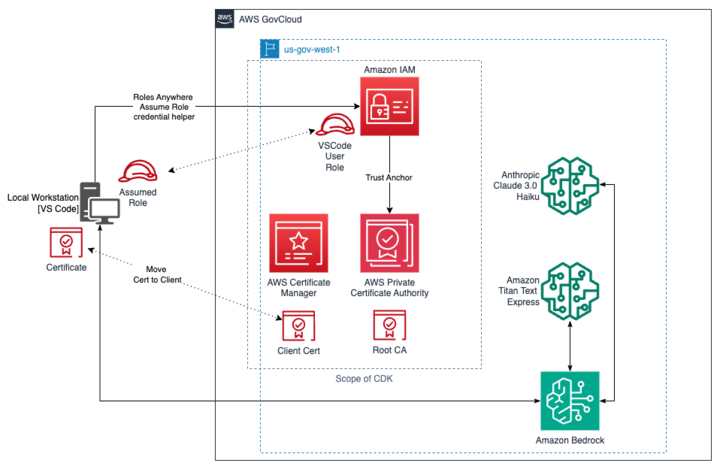 aws
AWS GovCloud
us-gov-west-1
Amazon IAM
Roles Anywhere
Assume Role
credential helper
VSCode
User
Role
Assumed
Role
Trust Anchor
Local Workstation
[VS Code]
Certificate
Move
Cert to Client
AWS Certificate
Manager
AWS Private
Certificate Authority
Client Cert
Root CA
Scope of CDK
Anthropic
Claude 3.0
Haiku
Amazon
Titan Text
Express
Amazon Bedrock